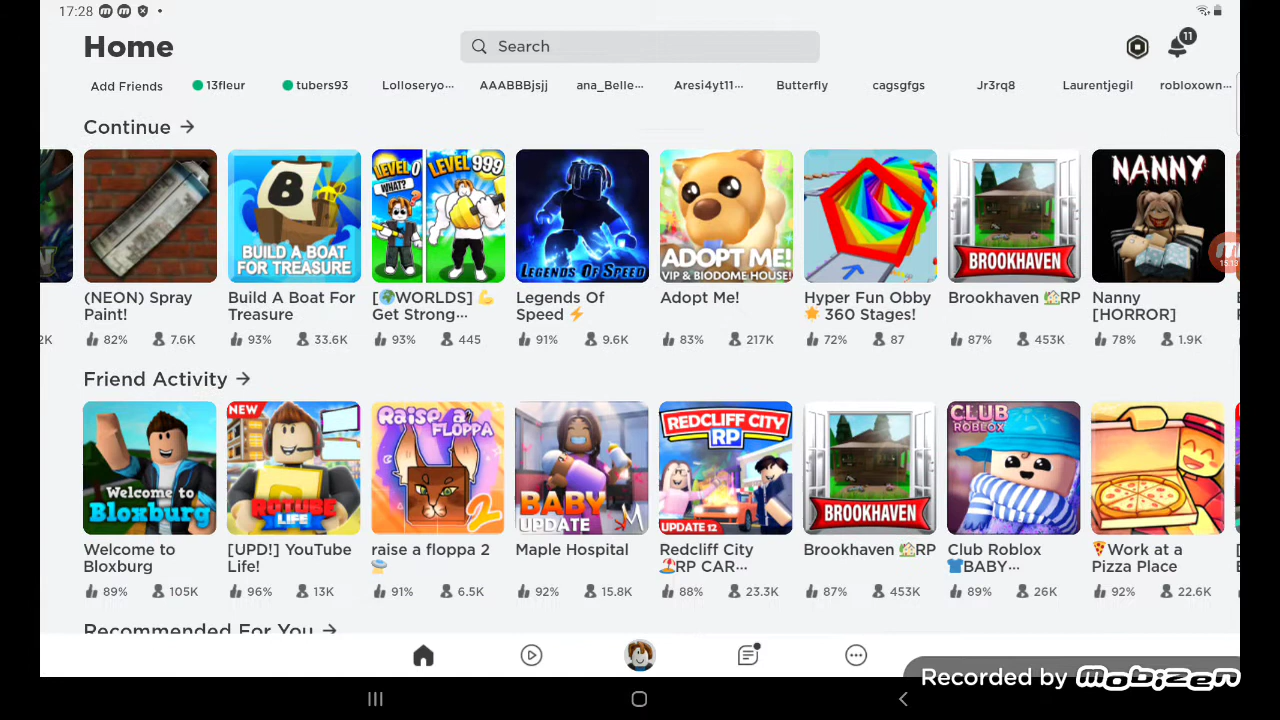 17:28
Home
Search
11
Add Friends
13fleur
tubers93
Lolloseryo...
AAABBBjsjj
ana_Belle...
Aresi4yt11...
Butterfly
cagsgfgs
Jr3rq8
Laurentjegil
robloxown...
Continue →
B
BUILD A BOAT
FOR TREASURE
LEVEL 0
WHAT?
LEVEL 999
LEGENDS OF SPEED
ADOPT ME!
VIP & BIODOME HOUSE!
BROOKHAVEN
NANNY
15:13
(NEON) Spray
Paint!
Build A Boat For
Treasure
[🌍WORLDS] 💪
Get Strong...
Legends Of
Speed ⚡
Adopt Me!
Hyper Fun Obby
⭐ 360 Stages!
Brookhaven 🏡RP
Nanny
[HORROR]
2K
82% 7.6K
93% 33.6K
93% 445
91% 9.6K
83% 217K
72% 87
87% 453K
78% 1.9K
Friend Activity →
Welcome to
Bloxburg
NEW
ROTUBE
LIFE
Raise a
FLOPPA
2
BABY
UPDATE
M
REDCLIFF CITY
RP
UPDATE 12
BROOKHAVEN
CLUB
ROBLOX
Welcome to
Bloxburg
[UPD!] YouTube
Life!
raise a floppa 2
🛸
Maple Hospital
Redcliff City
🏖️RP CAR...
Brookhaven 🏡RP
Club Roblox
👕BABY...
🍕Work at a
Pizza Place
89% 105K
96% 13K
91% 6.5K
92% 15.8K
88% 23.3K
87% 453K
89% 26K
92% 22.6K
Recommended For You →
Recorded by mobizen